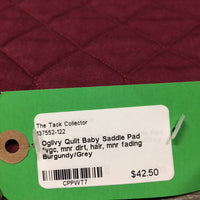 The Tack Collector
137552-122
Ogilvy Quilt Baby Saddle Pad
*vgc, mnr dirt, hair, mnr fading
Burgundy/Grey
CPPVVT7
$42.50